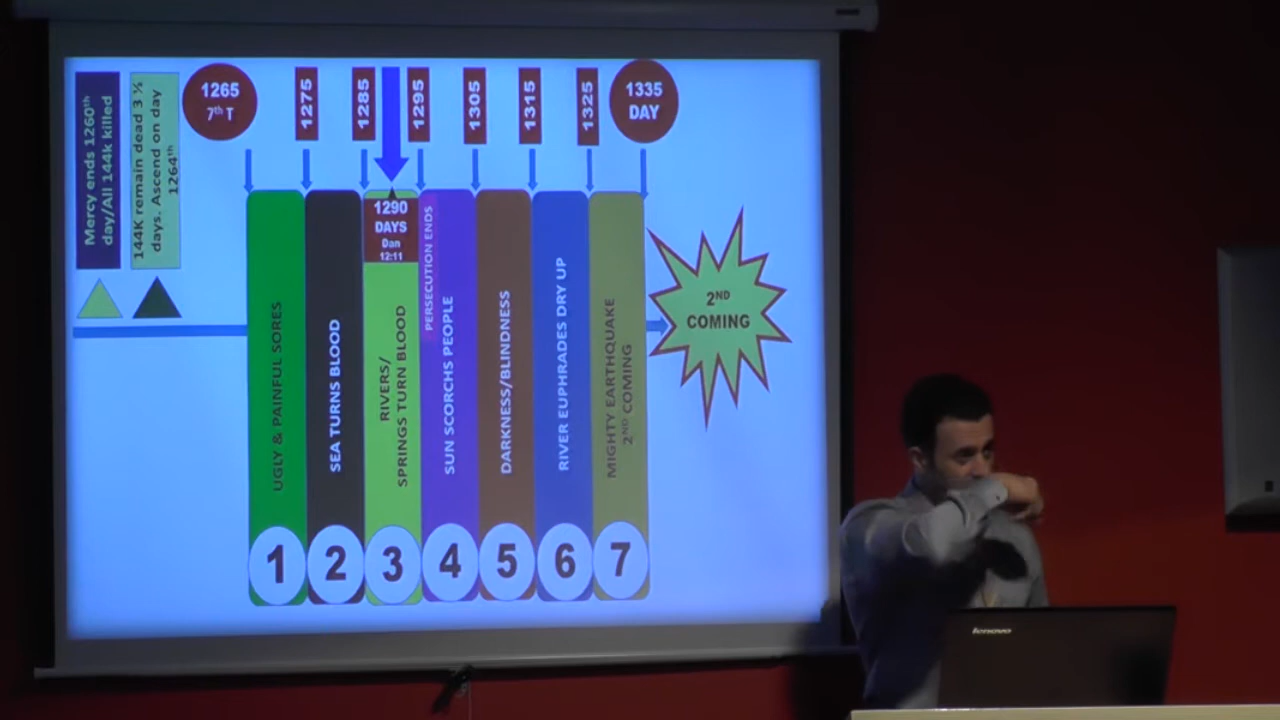 Mercy ends 1260th
day/All 144k killed
144K remain dead 3 ½
days. Ascend on day
1264th
1265
7th T
1275
1285
1295
1305
1315
1325
1335
DAY
1290
DAYS
Dan
12:11
UGLY & PAINFUL SORES
SEA TURNS BLOOD
RIVERS/
SPRINGS TURN BLOOD
PERSECUTION ENDS
SUN SCORCHS PEOPLE
DARKNESS/BLINDNESS
RIVER EUPHRADES DRY UP
MIGHTY EARTHQUAKE
2ND COMING
2ND
COMING
1
2
3
4
5
6
7
lenovo